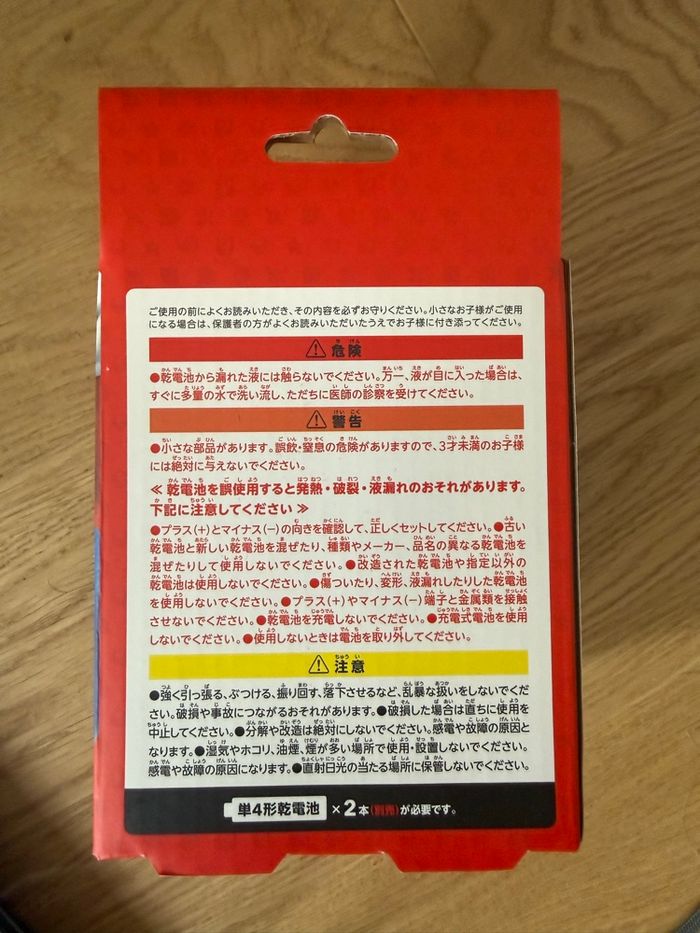 ご使用の前によくお読みいただき、その内容を必ずお守りください。小さなお子様がご使用
になる場合は、保護者の方がよくお読みいただいたうえでお子様に付き添ってください。
⚠ 危険
●乾電池から漏れた液には触らないでください。万一、液が目に入った場合は、
すぐに多量の水で洗い流し、ただちに医師の診察を受けてください。
⚠ 警告
●小さな部品があります。誤飲・窒息の危険がありますので、3才未満のお子様
には絶対に与えないでください。
≪ 乾電池を誤使用すると発熱・破裂・液漏れのおそれがあります。
下記に注意してください ≫
●プラス(+)とマイナス(−)の向きを確認して、正しくセットしてください。●古い
乾電池と新しい乾電池を混ぜたり、種類やメーカー、品名の異なる乾電池を
混ぜたりして使用しないでください。●改造された乾電池や指定以外の
乾電池は使用しないでください。●傷ついたり、変形、液漏れしたりした乾電池
を使用しないでください。●プラス(+)やマイナス(−)端子と金属類を接触
させないでください。●乾電池を充電しないでください。●充電式電池を使用
しないでください。●使用しないときは電池を取り外してください。
⚠ 注意
●強く引っ張る、ぶつける、振り回す、落下させるなど、乱暴な扱いをしないでくだ
さい。破損や事故につながるおそれがあります。●破損した場合は直ちに使用を
中止してください。●分解や改造は絶対にしないでください。感電や故障の原因と
なります。●湿気やホコリ、油煙、煙が多い場所で使用・設置しないでください。
感電や故障の原因になります。●直射日光の当たる場所に保管しないでください。
単4形乾電池 ×2本(別売)が必要です。